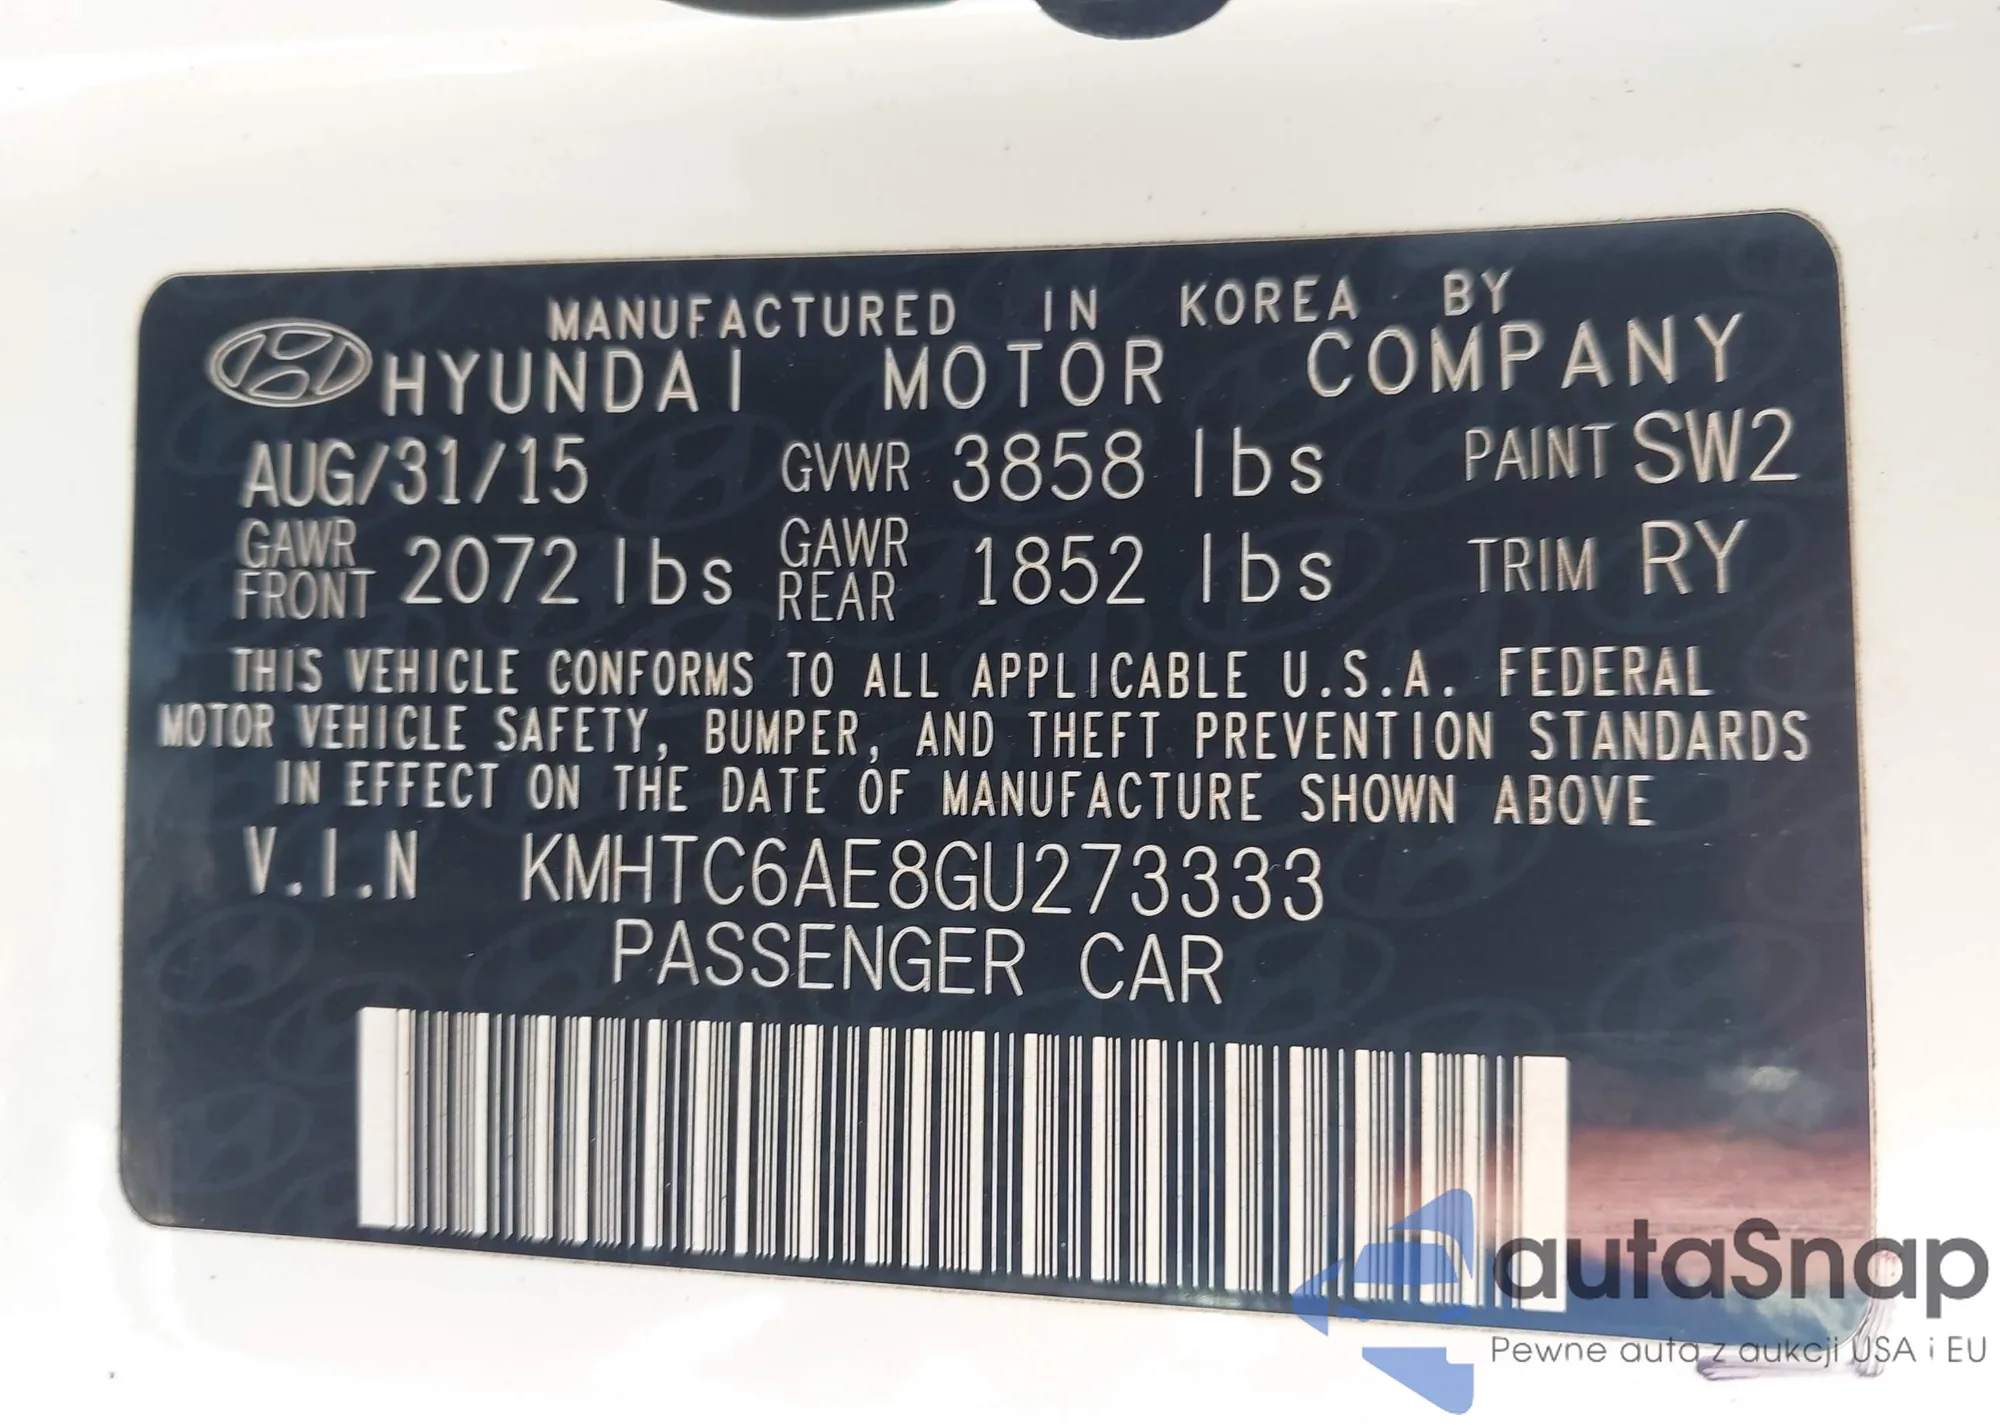 MANUFACTURED IN KOREA BY
HYUNDAI MOTOR COMPANY
AUG/31/15 GVWR 3858 lbs PAINT SW2
GAWR FRONT 2072 lbs GAWR REAR 1852 lbs TRIM RY
THIS VEHICLE CONFORMS TO ALL APPLICABLE U.S.A. FEDERAL
MOTOR VEHICLE SAFETY, BUMPER, AND THEFT PREVENTION STANDARDS
IN EFFECT ON THE DATE OF MANUFACTURE SHOWN ABOVE
V.I.N KMHTC6AE8GU273333
PASSENGER CAR
autaSnap
Pewne auta z aukcji USA i EU